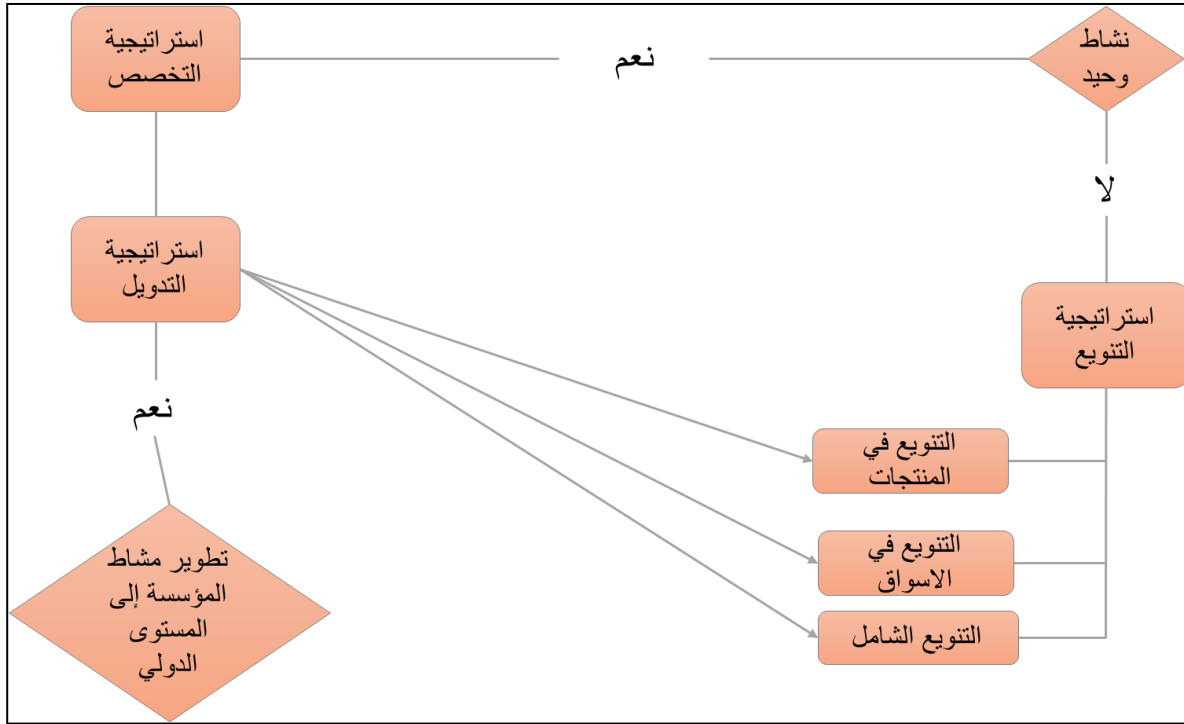 نشاط
وحيد
نعم
استراتيجية
التخصص
لا
استراتيجية
التدويل
استراتيجية
التنويع
نعم
التنويع في
المنتجات
التنويع في
الاسواق
التنويع الشامل
تطوير مشاط
المؤسسة إلى
المستوى
الدولي